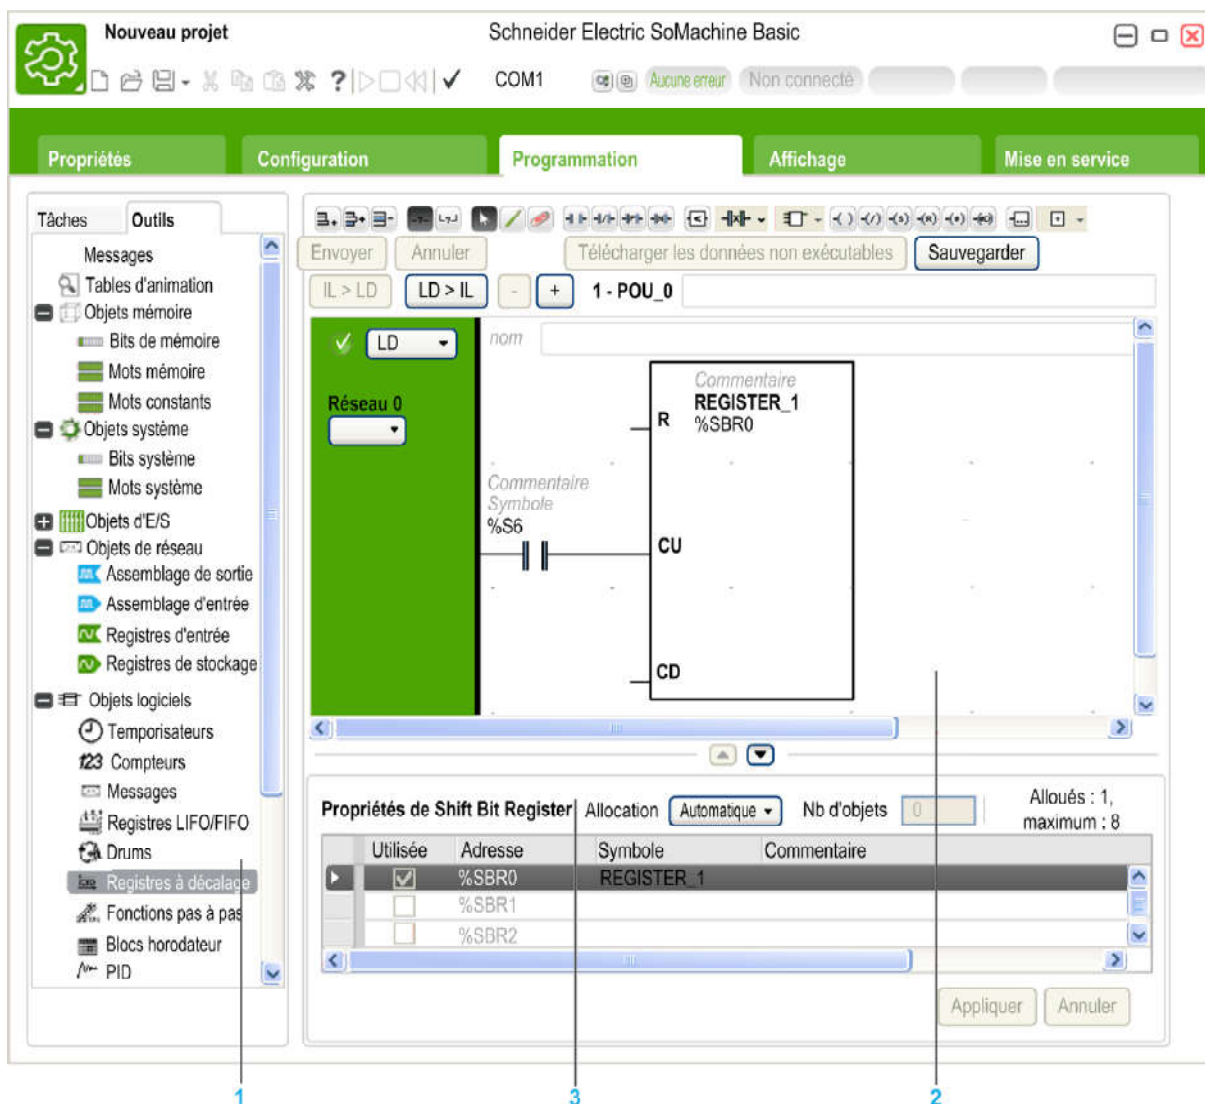 Nouveau projet
Schneider Electric SoMachine Basic
? COM1 Aucune erreur Non connecté
Propriétés Configuration Programmation Affichage Mise en service
Tâches Outils
Messages
Tables d'animation
Objets mémoire
Bits de mémoire
Mots mémoire
Mots constants
Objets système
Bits système
Mots système
Objets d'E/S
Objets de réseau
Assemblage de sortie
Assemblage d'entrée
Registres d'entrée
Registres de stockage
Objets logiciels
Temporisateurs
123 Compteurs
Messages
Registres LIFO/FIFO
Drums
Registres à décalage
Fonctions pas à pas
Blocs horodateur
PID
Envoyer Annuler Télécharger les données non exécutables Sauvegarder
IL > LD LD > IL - + 1 - POU_0
LD nom
Réseau 0
Commentaire
REGISTER_1
R %SBR0
Commentaire
Symbole
%S6
CU
CD
Propriétés de Shift Bit Register Allocation Automatique Nb d'objets 0 Alloués : 1,
maximum : 8
Utilisée Adresse Symbole Commentaire
%SBR0 REGISTER_1
%SBR1
%SBR2
Appliquer Annuler
1 3 2